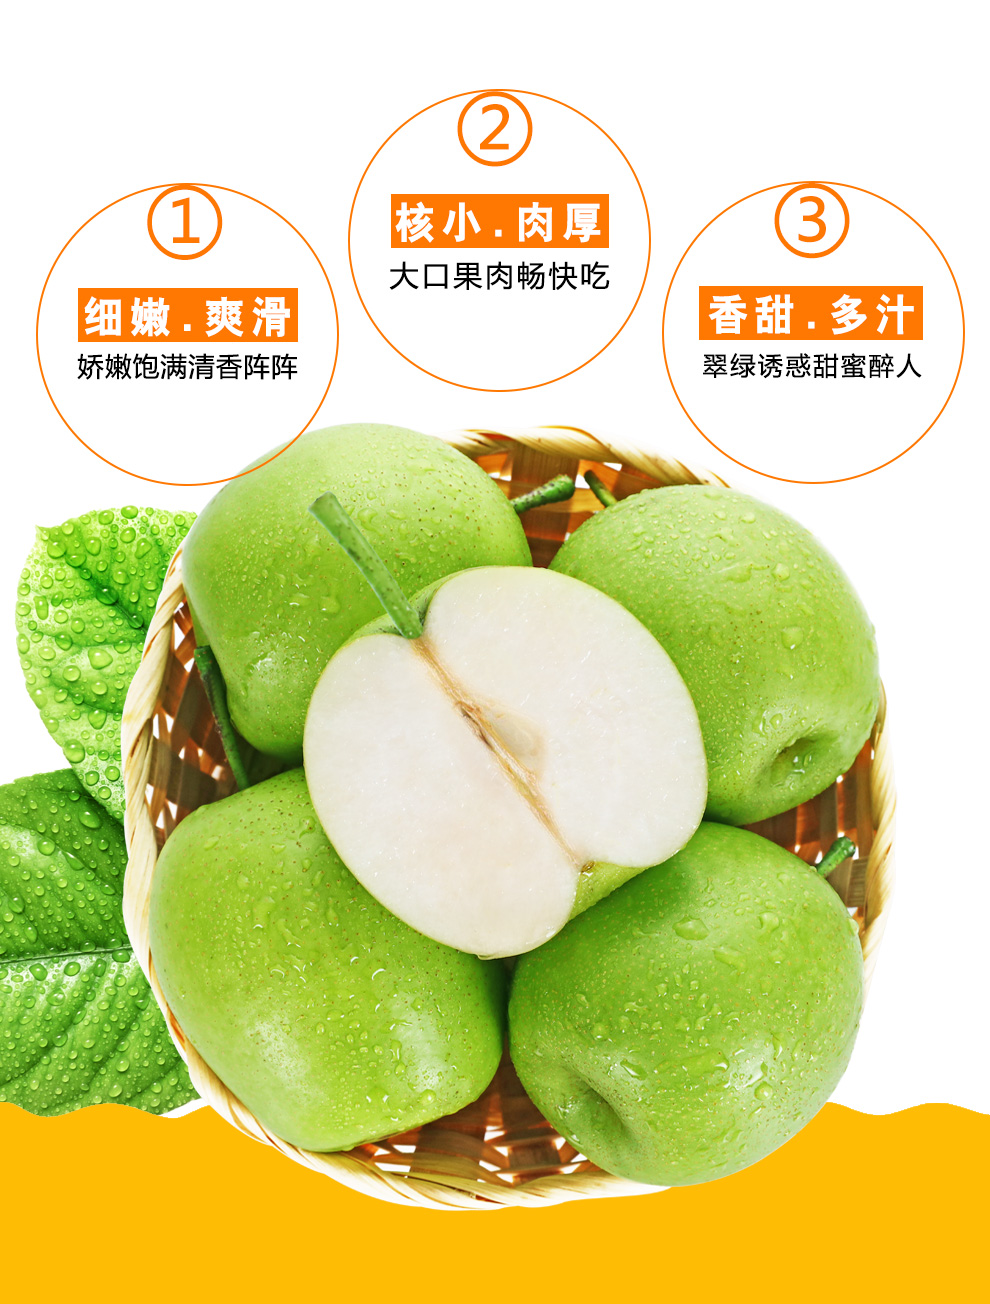 ①
细嫩.爽滑
娇嫩饱满清香阵阵
②
核小.肉厚
大口果肉畅快吃
③
香甜.多汁
翠绿诱惑甜蜜醉人